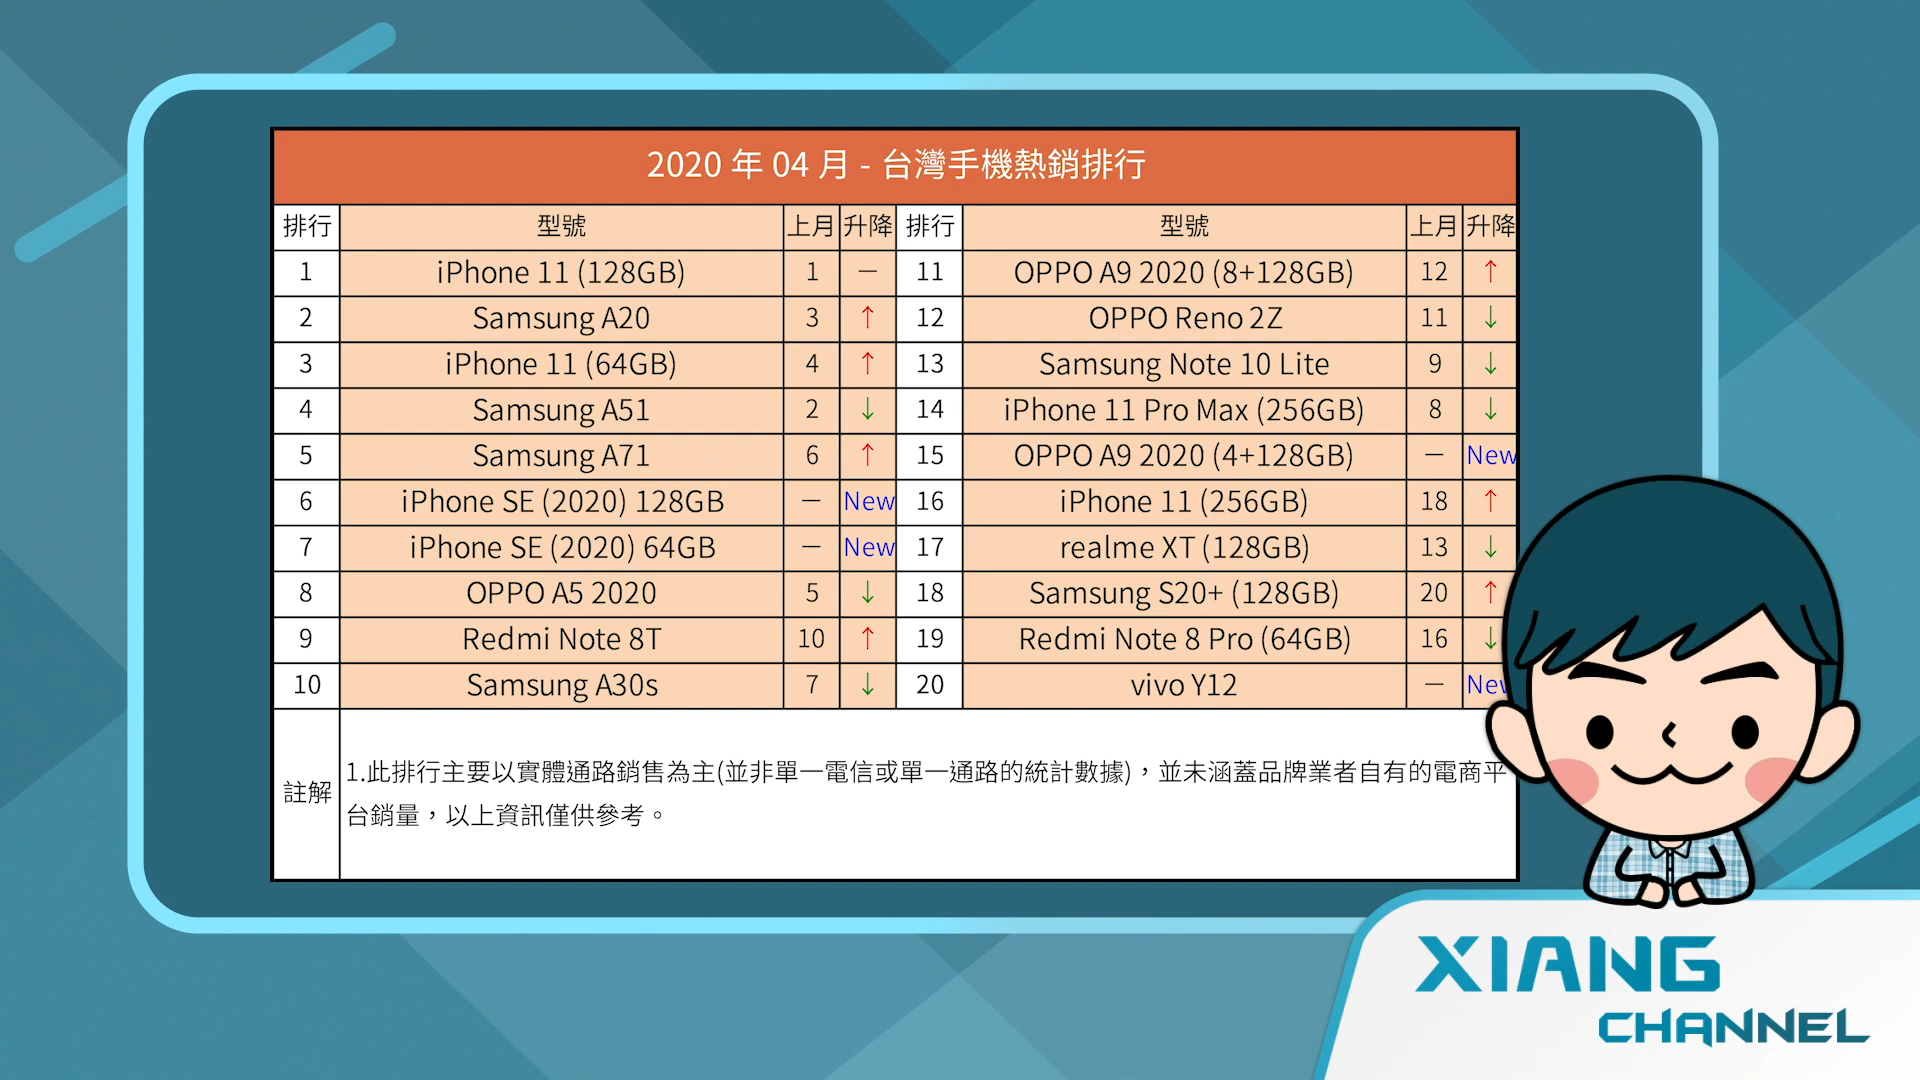 2020 年 04 月 - 台灣手機熱銷排行
排行 型號 上月 升降 排行 型號 上月 升降
1 iPhone 11 (128GB) 1 － 11 OPPO A9 2020 (8+128GB) 12 ↑
2 Samsung A20 3 ↑ 12 OPPO Reno 2Z 11 ↓
3 iPhone 11 (64GB) 4 ↑ 13 Samsung Note 10 Lite 9 ↓
4 Samsung A51 2 ↓ 14 iPhone 11 Pro Max (256GB) 8 ↓
5 Samsung A71 6 ↑ 15 OPPO A9 2020 (4+128GB) － New
6 iPhone SE (2020) 128GB － New 16 iPhone 11 (256GB) 18 ↑
7 iPhone SE (2020) 64GB － New 17 realme XT (128GB) 13 ↓
8 OPPO A5 2020 5 ↓ 18 Samsung S20+ (128GB) 20 ↑
9 Redmi Note 8T 10 ↑ 19 Redmi Note 8 Pro (64GB) 16 ↓
10 Samsung A30s 7 ↓ 20 vivo Y12 － New
註解
1.此排行主要以實體通路銷售為主(並非單一電信或單一通路的統計數據)，並未涵蓋品牌業者自有的電商平
台銷量，以上資訊僅供參考。
XIANG
CHANNEL